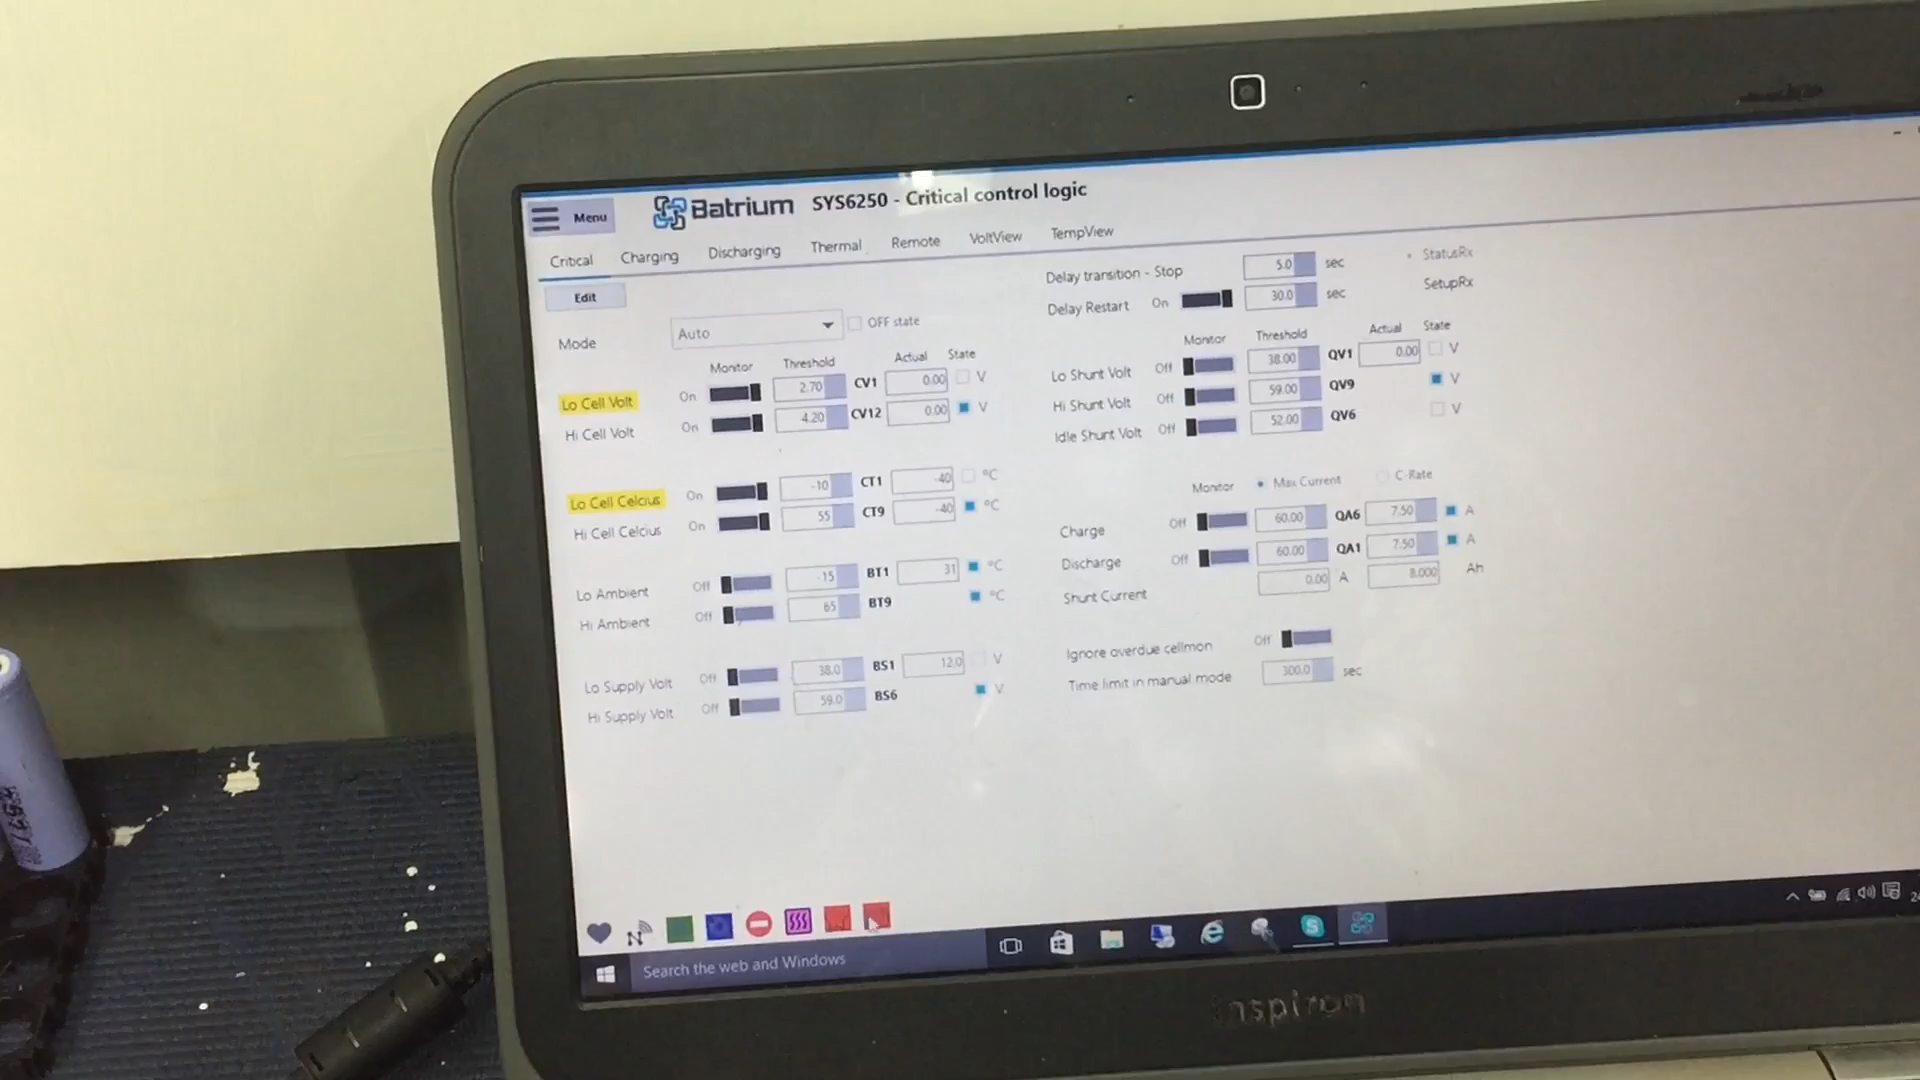 Menu
Batrium
SYS6250 - Critical control logic
Critical Charging Discharging Thermal Remote VoltView TempView
Edit
Mode Auto OFF state
Monitor Threshold Actual State
Lo Cell Volt On 2.70 CV1 0.00 V
Hi Cell Volt On 4.20 CV12 0.00 V
Lo Cell Celcius On -10 CT1 -40 °C
Hi Cell Celcius On 55 CT9 -40 °C
Lo Ambient Off -15 BT1 31 °C
Hi Ambient Off 65 BT9 °C
Lo Supply Volt Off 38.0 BS1 12.0 V
Hi Supply Volt Off 59.0 BS6 V
Delay transition - Stop 5.0 sec
Delay Restart On 30.0 sec
StatusRx
SetupRx
Monitor Threshold Actual State
Lo Shunt Volt Off 38.00 QV1 0.00 V
Hi Shunt Volt Off 59.00 QV9 V
Idle Shunt Volt Off 52.00 QV6 V
Monitor Max Current C-Rate
Charge Off 60.00 QA6 7.50 A
Discharge Off 60.00 QA1 7.50 A
Shunt Current 0.00 A 8.000 Ah
Ignore overdue cellmon Off
Time limit in manual mode 300.0 sec
Search the web and Windows
inspiron